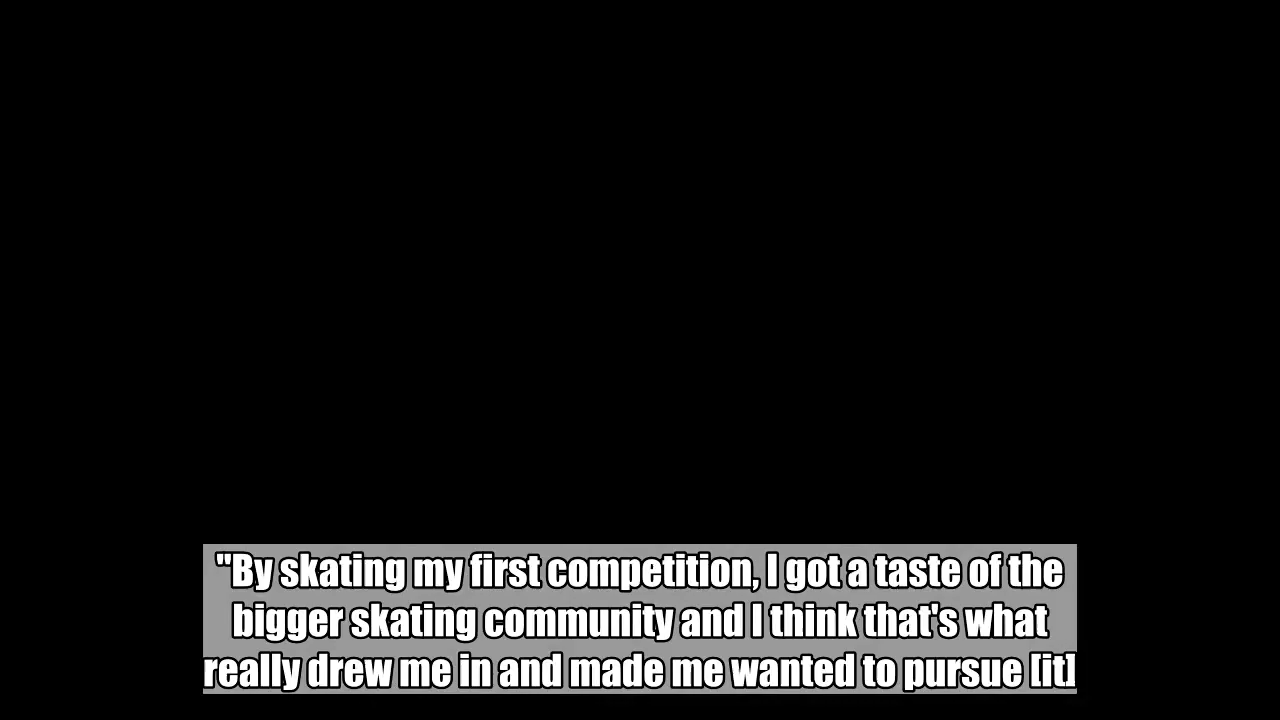 "By skating my first competition, I got a taste of the
bigger skating community and I think that's what
really drew me in and made me wanted to pursue [it]